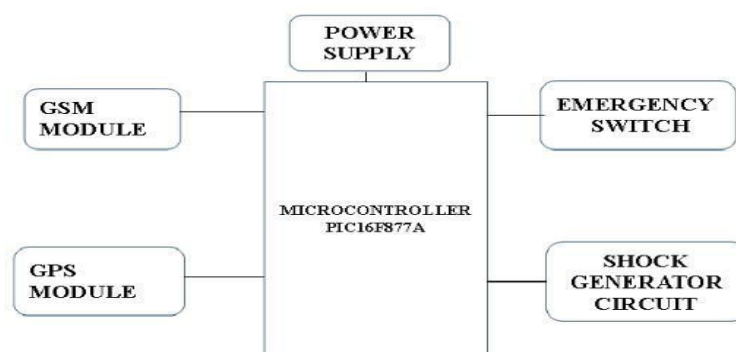 POWER
SUPPLY
GSM
MODULE
EMERGENCY
SWITCH
MICROCONTROLLER
PIC16F877A
GPS
MODULE
SHOCK
GENERATOR
CIRCUIT